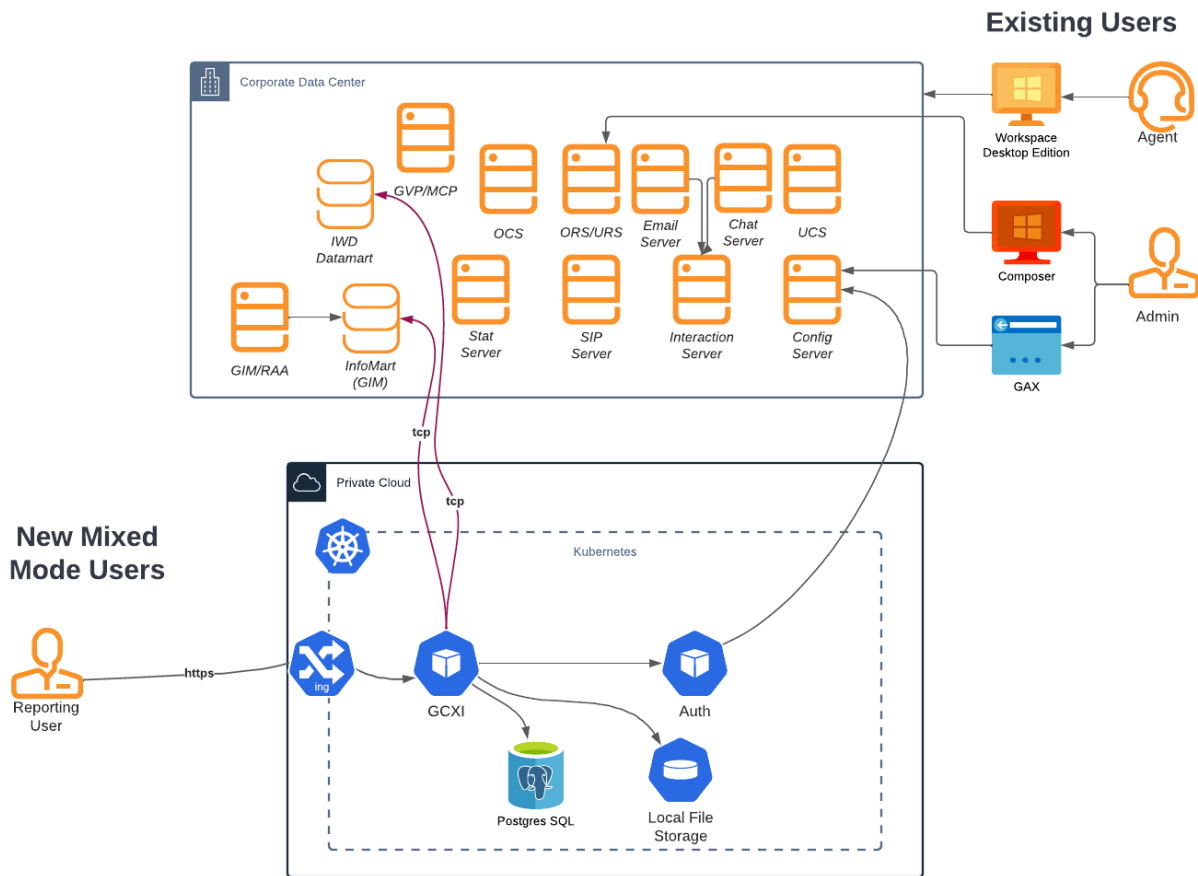 Existing Users
Corporate Data Center
Workspace
Desktop Edition
Agent
GVP/MCP
IWD
Datamart
OCS
ORS/URS
Email
Server
Chat
Server
UCS
Composer
Admin
GIM/RAA
InfoMart
(GIM)
Stat
Server
SIP
Server
Interaction
Server
Config
Server
GAX
tcp
tcp
Private Cloud
Kubernetes
New Mixed
Mode Users
https
ing
Reporting
User
GCXI
Auth
Postgres SQL
Local File
Storage